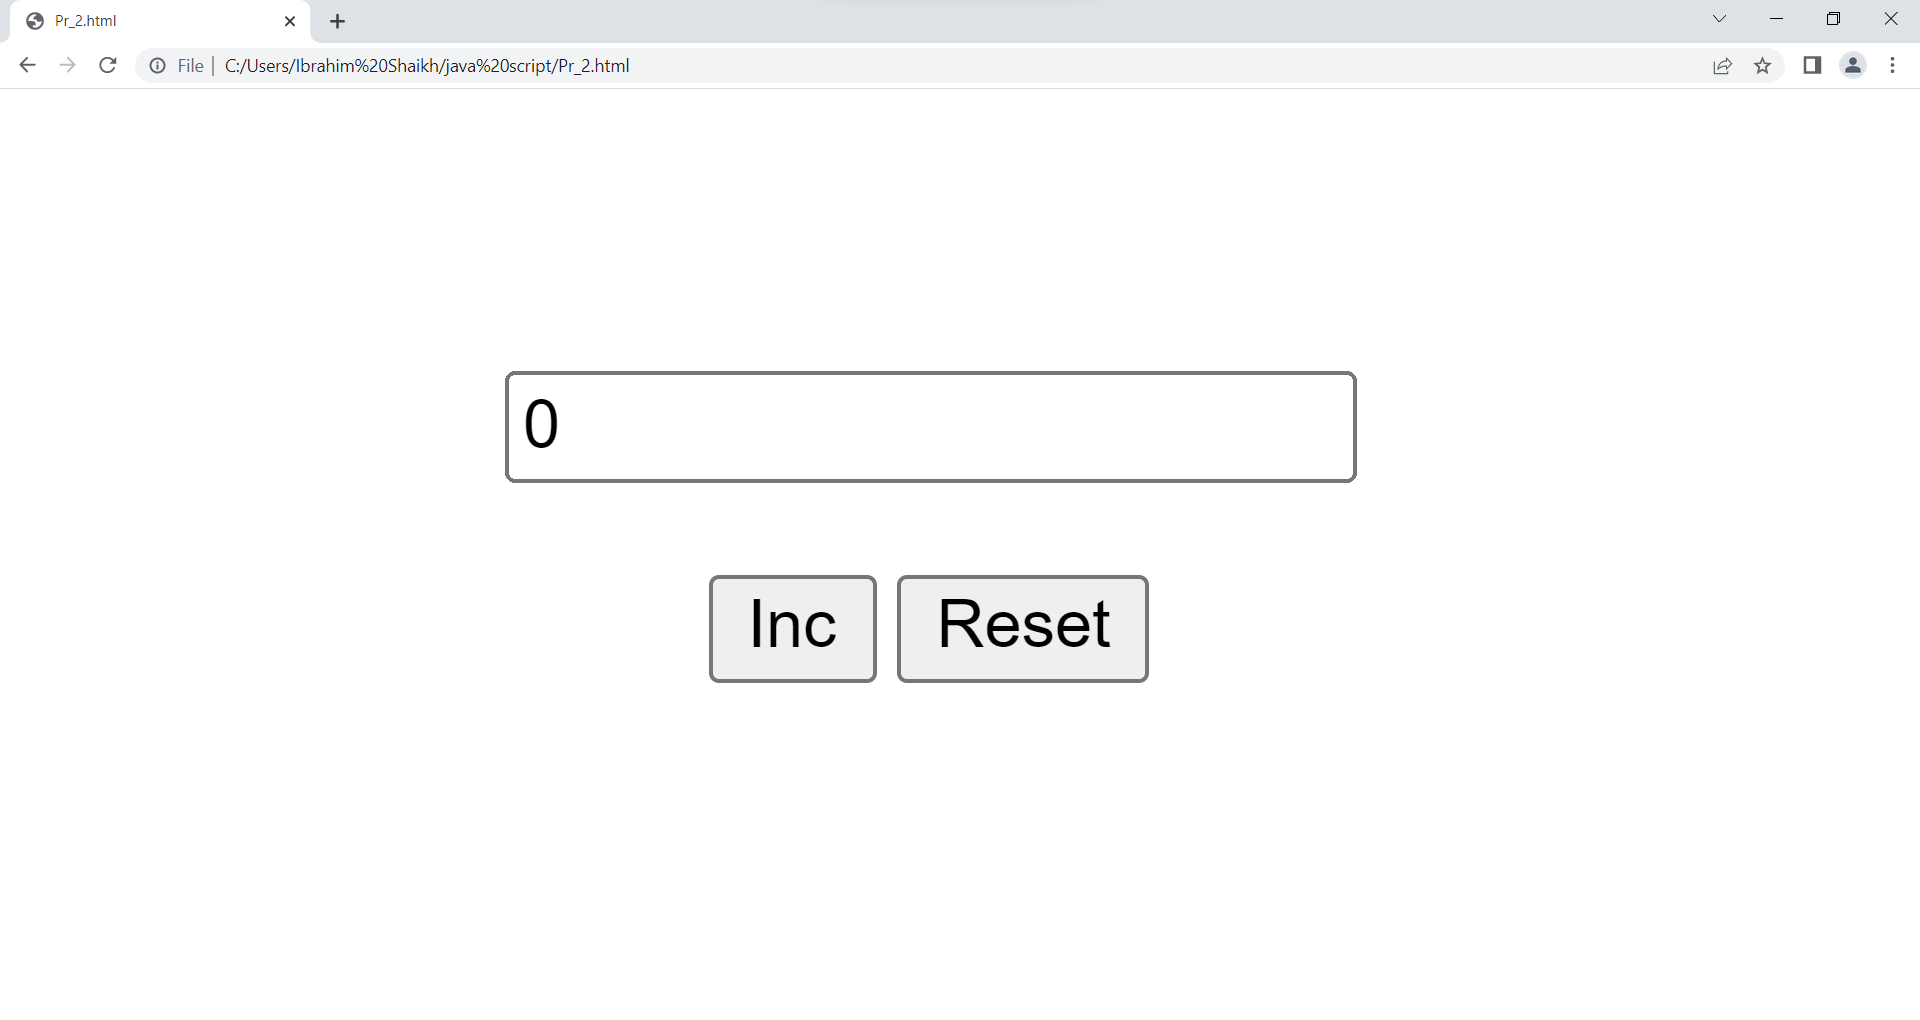 Pr_2.html
File | C:/Users/Ibrahim%20Shaikh/java%20script/Pr_2.html
0
Inc Reset